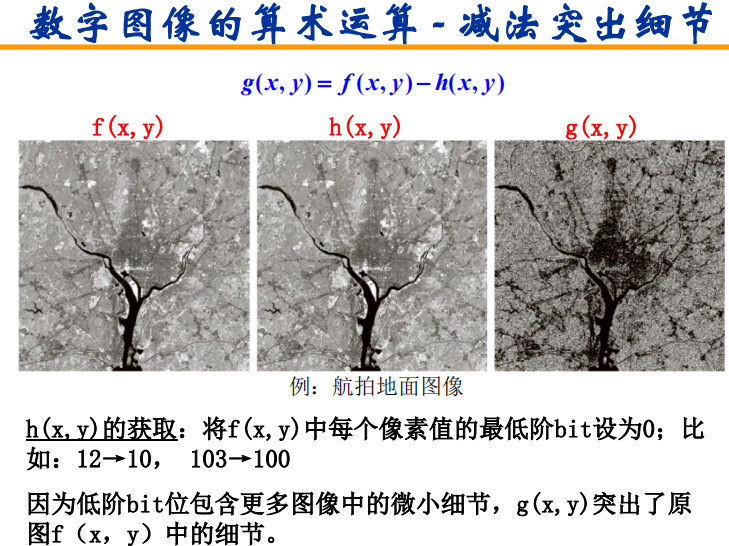 数字图像的算术运算-减法突出细节
g(x, y) = f (x, y) − h(x, y)
f(x,y) h(x,y) g(x,y)
例：航拍地面图像
h(x,y)的获取：将f(x,y)中每个像素值的最低阶bit设为0；比
如：12→10， 103→100
因为低阶bit位包含更多图像中的微小细节，g(x,y)突出了原
图f（x，y）中的细节。